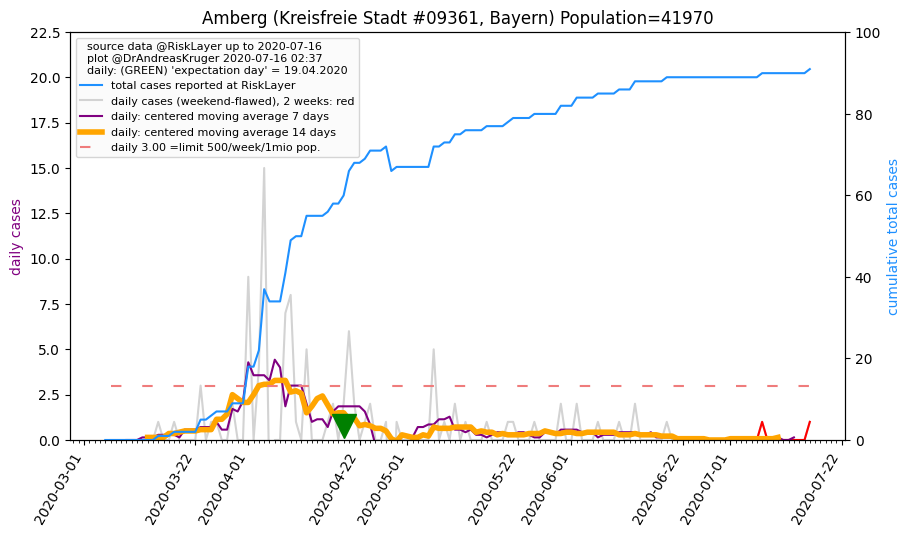 Amberg (Kreisfreie Stadt #09361, Bayern) Population=41970
source data @RiskLayer up to 2020-07-16
plot @DrAndreasKruger 2020-07-16 02:37
daily: (GREEN) 'expectation day' = 19.04.2020
total cases reported at RiskLayer
daily cases (weekend-flawed), 2 weeks: red
daily: centered moving average 7 days
daily: centered moving average 14 days
daily 3.00 =limit 500/week/1mio pop.
daily cases
22.5
20.0
17.5
15.0
12.5
10.0
7.5
5.0
2.5
0.0
100
80
60
40
20
0
cumulative total cases
2020-03-01
2020-03-22
2020-04-01
2020-04-22
2020-05-01
2020-05-22
2020-06-01
2020-06-22
2020-07-01
2020-07-22